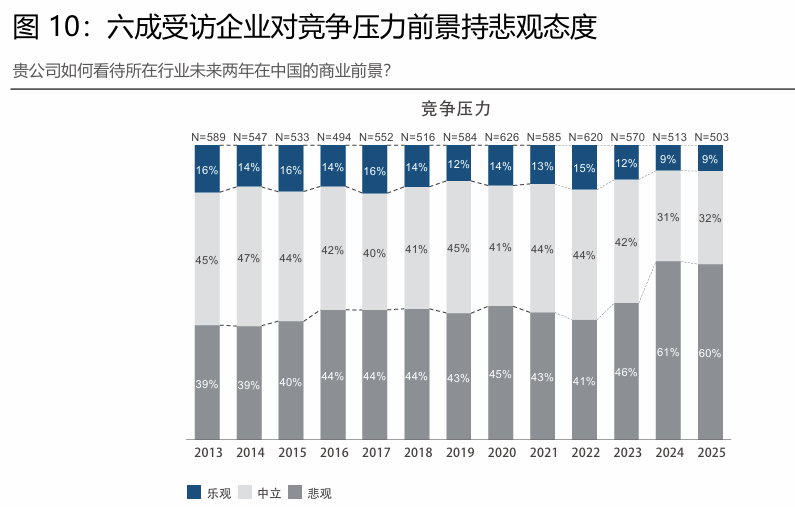 图 10：六成受访企业对竞争压力前景持悲观态度
贵公司如何看待所在行业未来两年在中国的商业前景？
竞争压力
N=589 N=547 N=533 N=494 N=552 N=516 N=584 N=626 N=585 N=620 N=570 N=513 N=503
16% 14% 16% 14% 16% 14% 12% 14% 13% 15% 12% 9% 9%
45% 47% 44% 42% 40% 41% 45% 41% 44% 44% 42% 31% 32%
39% 39% 40% 44% 44% 44% 43% 45% 43% 41% 46% 61% 60%
2013 2014 2015 2016 2017 2018 2019 2020 2021 2022 2023 2024 2025
乐观 中立 悲观